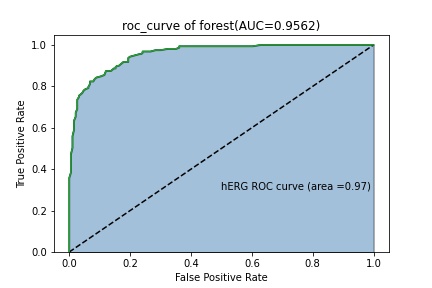 roc_curve of forest(AUC=0.9562)
1.0
0.8
0.6
0.4
0.2
0.0
True Positive Rate
hERG ROC curve (area =0.97)
0.0 0.2 0.4 0.6 0.8 1.0
False Positive Rate